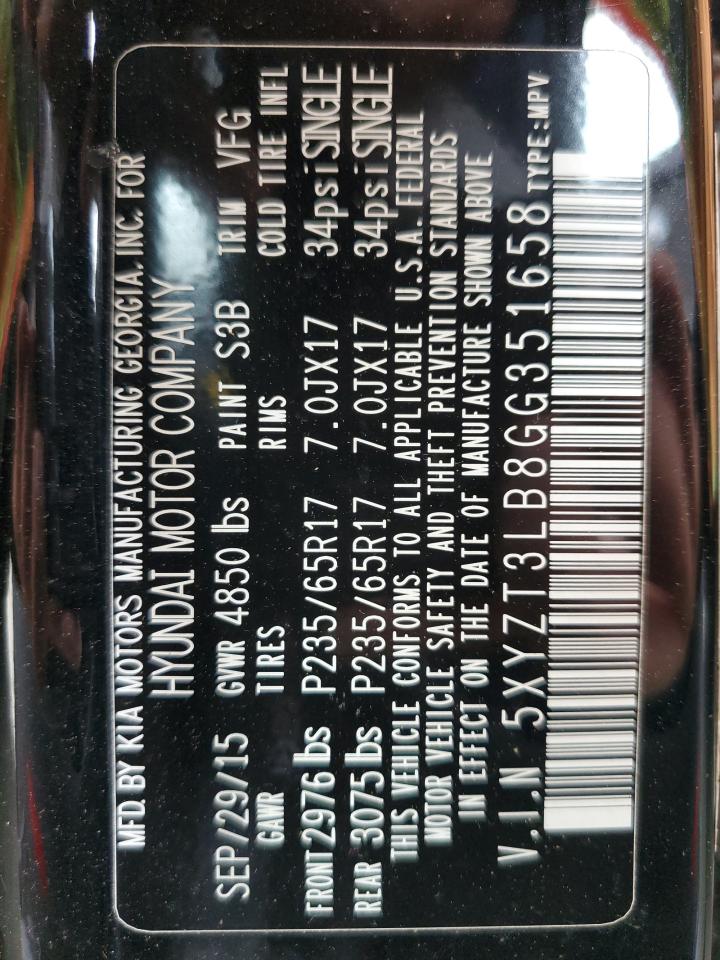 MFD. BY KIA MOTORS MANUFACTURING GEORGIA, INC. FOR
HYUNDAI MOTOR COMPANY
SEP/29/15 GVWR 4850 lbs PAINT S3B TRIM VFG
GAWR TIRES RIMS COLD TIRE INFL
FRONT 2976 lbs P235/65R17 7.0JX17 34psi SINGLE
REAR 3075 lbs P235/65R17 7.0JX17 34psi SINGLE
THIS VEHICLE CONFORMS TO ALL APPLICABLE U.S.A. FEDERAL
MOTOR VEHICLE SAFETY AND THEFT PREVENTION STANDARDS
IN EFFECT ON THE DATE OF MANUFACTURE SHOWN ABOVE
V.I.N 5XYZT3LB8GG351658 TYPE:MPV